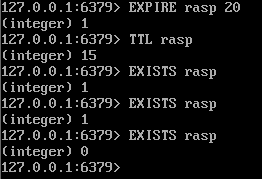 127.0.0.1:6379> EXPIRE rasp 20
(integer) 1
127.0.0.1:6379> TTL rasp
(integer) 15
127.0.0.1:6379> EXISTS rasp
(integer) 1
127.0.0.1:6379> EXISTS rasp
(integer) 1
127.0.0.1:6379> EXISTS rasp
(integer) 0
127.0.0.1:6379>